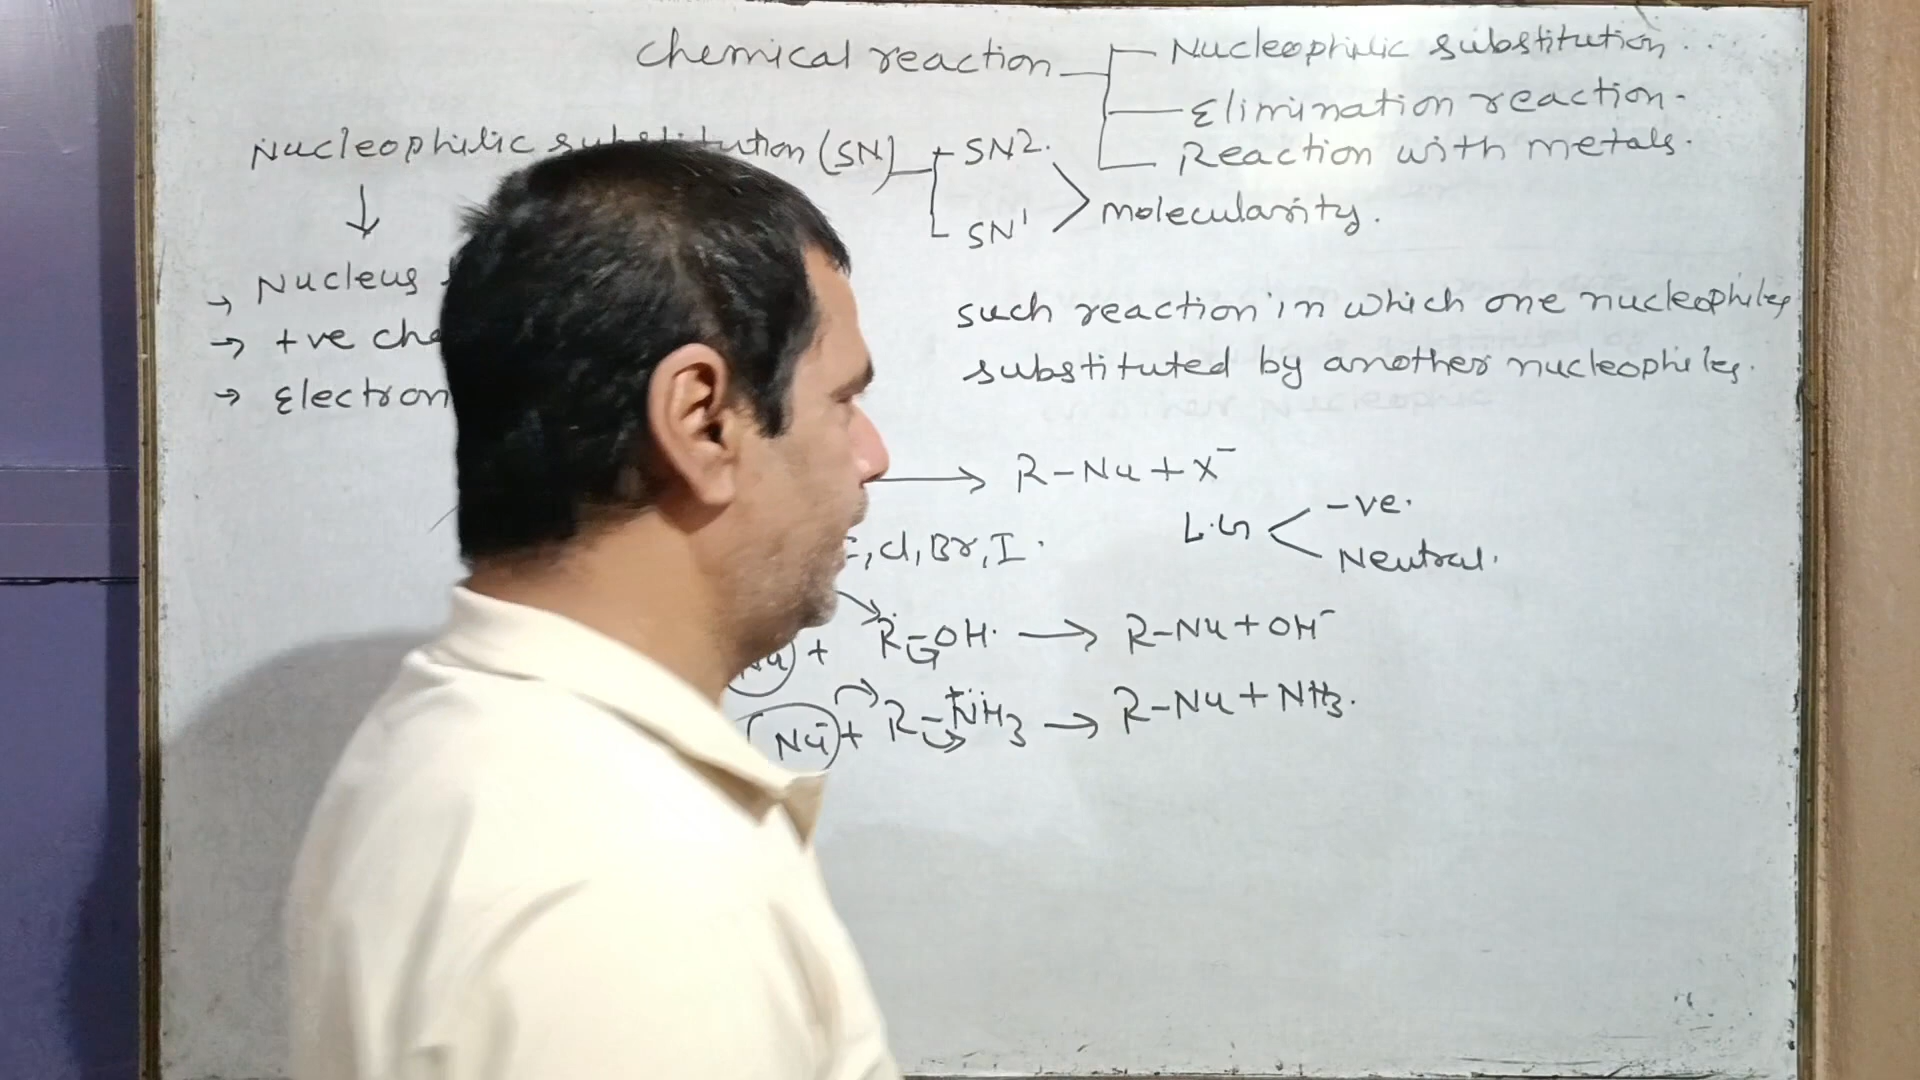 Chemical reaction
Nucleophilic substitution..
Elimination reaction.
Reaction with metals.
Nucleophilic substitution (SN)
SN2.
SN1
molecularity.
→ Nucleus
→ +ve
→ Electron
such reaction in which one nucleophiles
substituted by another nucleophiles.
→ R-Nu + X⁻
L.G < -ve.
Neutral.
, Cl, Br, I.
+ R-OH. → R-Nu + OH⁻
Nu⁻ + R-N⁺H3 → R-Nu + NH3.